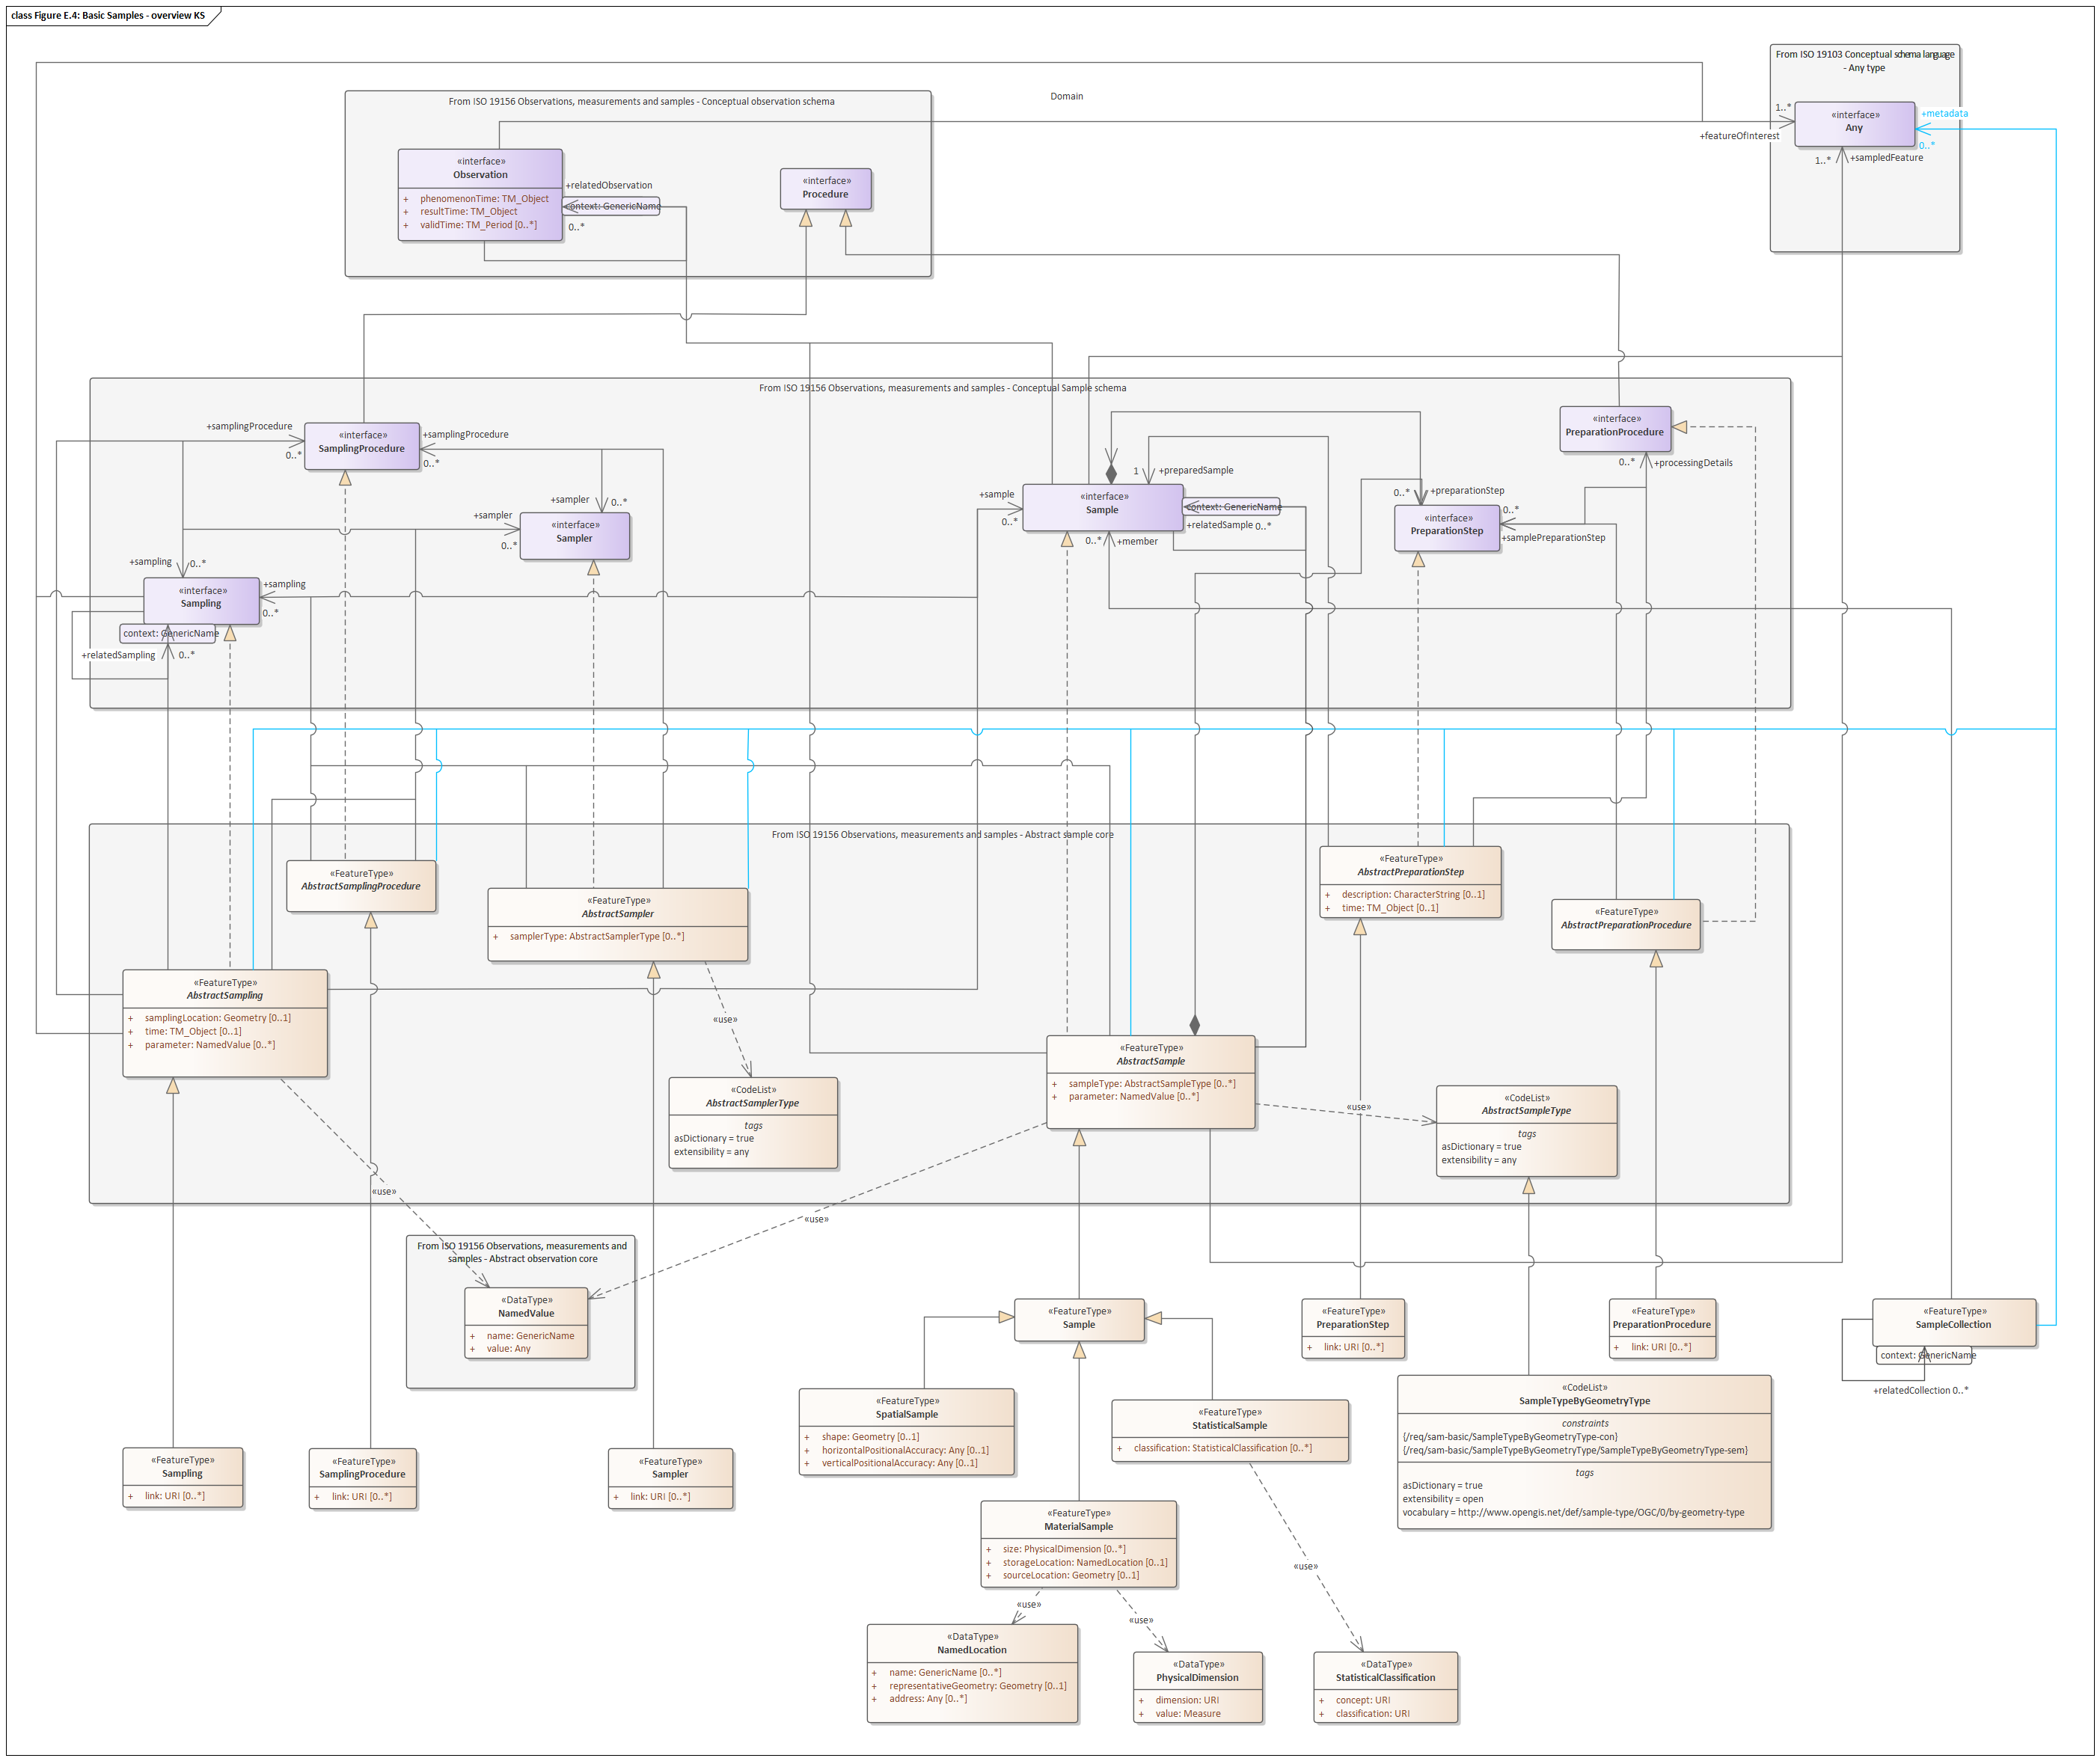 class Figure E.4: Basic Samples - overview KS
From ISO 19103 Conceptual schema language
- Any type
«interface»
Any
1..*
+metadata
0..*
+featureOfInterest
1..*
+sampledFeature
Domain
From ISO 19156 Observations, measurements and samples - Conceptual observation schema
«interface»
Observation
+ phenomenonTime: TM_Object
+ resultTime: TM_Object
+ validTime: TM_Period [0..*]
+relatedObservation
context: GenericName
0..*
«interface»
Procedure
From ISO 19156 Observations, measurements and samples - Conceptual Sample schema
+samplingProcedure
0..*
«interface»
SamplingProcedure
+samplingProcedure
0..*
+sampler
0..*
+sampler
0..*
«interface»
Sampler
+sampling
0..*
«interface»
Sampling
+sampling
0..*
context: GenericName
+relatedSampling
0..*
+sample
0..*
1
+preparedSample
«interface»
Sample
context: GenericName
+relatedSample
0..*
0..*
+member
0..*
+preparationStep
«interface»
PreparationStep
0..*
+samplePreparationStep
«interface»
PreparationProcedure
0..*
+processingDetails
From ISO 19156 Observations, measurements and samples - Abstract sample core
«FeatureType»
AbstractSamplingProcedure
«FeatureType»
AbstractSampler
+ samplerType: AbstractSamplerType [0..*]
«FeatureType»
AbstractPreparationStep
+ description: CharacterString [0..1]
+ time: TM_Object [0..1]
«FeatureType»
AbstractPreparationProcedure
«FeatureType»
AbstractSampling
+ samplingLocation: Geometry [0..1]
+ time: TM_Object [0..1]
+ parameter: NamedValue [0..*]
«use»
«CodeList»
AbstractSamplerType
tags
asDictionary = true
extensibility = any
«FeatureType»
AbstractSample
+ sampleType: AbstractSampleType [0..*]
+ parameter: NamedValue [0..*]
«use»
«CodeList»
AbstractSampleType
tags
asDictionary = true
extensibility = any
«use»
«use»
From ISO 19156 Observations, measurements and
samples - Abstract observation core
«DataType»
NamedValue
+ name: GenericName
+ value: Any
«FeatureType»
Sample
«FeatureType»
PreparationStep
+ link: URI [0..*]
«FeatureType»
PreparationProcedure
+ link: URI [0..*]
«FeatureType»
SampleCollection
context: GenericName
+relatedCollection 0..*
«FeatureType»
SpatialSample
+ shape: Geometry [0..1]
+ horizontalPositionalAccuracy: Any [0..1]
+ verticalPositionalAccuracy: Any [0..1]
«FeatureType»
StatisticalSample
+ classification: StatisticalClassification [0..*]
«CodeList»
SampleTypeByGeometryType
constraints
{/req/sam-basic/SampleTypeByGeometryType-con}
{/req/sam-basic/SampleTypeByGeometryType/SampleTypeByGeometryType-sem}
tags
asDictionary = true
extensibility = open
vocabulary = http://www.opengis.net/def/sample-type/OGC/0/by-geometry-type
«FeatureType»
Sampling
+ link: URI [0..*]
«FeatureType»
SamplingProcedure
+ link: URI [0..*]
«FeatureType»
Sampler
+ link: URI [0..*]
«FeatureType»
MaterialSample
+ size: PhysicalDimension [0..*]
+ storageLocation: NamedLocation [0..1]
+ sourceLocation: Geometry [0..1]
«use»
«use»
«use»
«DataType»
NamedLocation
+ name: GenericName [0..*]
+ representativeGeometry: Geometry [0..1]
+ address: Any [0..*]
«DataType»
PhysicalDimension
+ dimension: URI
+ value: Measure
«DataType»
StatisticalClassification
+ concept: URI
+ classification: URI